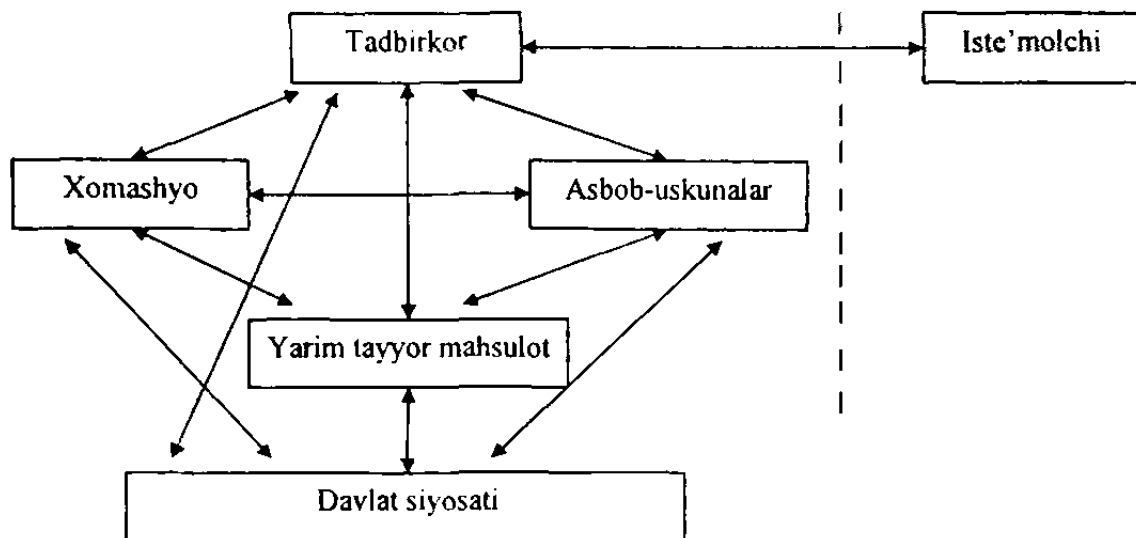 Tadbirkor
Iste’molchi
Xomashyo
Asbob-uskunalar
Yarim tayyor mahsulot
Davlat siyosati